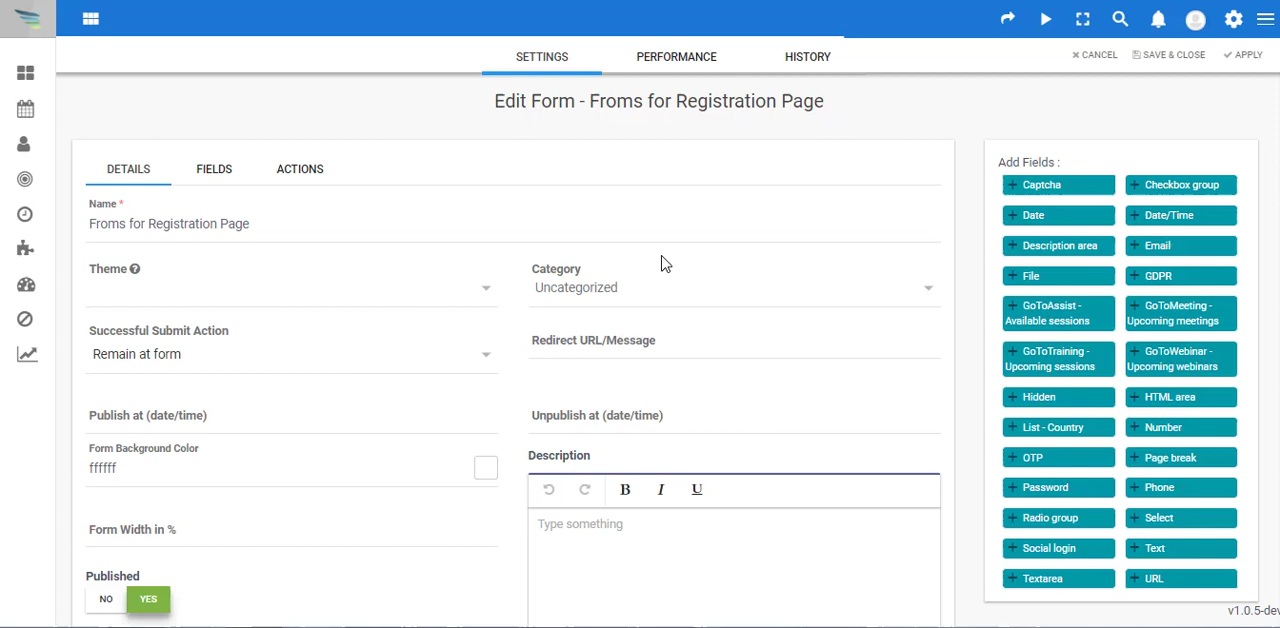 SETTINGS
PERFORMANCE
HISTORY
CANCEL
SAVE & CLOSE
APPLY
Edit Form - Froms for Registration Page
DETAILS
FIELDS
ACTIONS
Name *
Froms for Registration Page
Theme
Category
Uncategorized
Successful Submit Action
Remain at form
Redirect URL/Message
Publish at (date/time)
Unpublish at (date/time)
Form Background Color
ffffff
Description
B I U
Type something
Form Width in %
Published
NO YES
Add Fields :
+ Captcha
+ Checkbox group
+ Date
+ Date/Time
+ Description area
+ Email
+ File
+ GDPR
+ GoToAssist -
Available sessions
+ GoToMeeting -
Upcoming meetings
+ GoToTraining -
Upcoming sessions
+ GoToWebinar -
Upcoming webinars
+ Hidden
+ HTML area
+ List - Country
+ Number
+ OTP
+ Page break
+ Password
+ Phone
+ Radio group
+ Select
+ Social login
+ Text
+ Textarea
+ URL
v1.0.5-dev